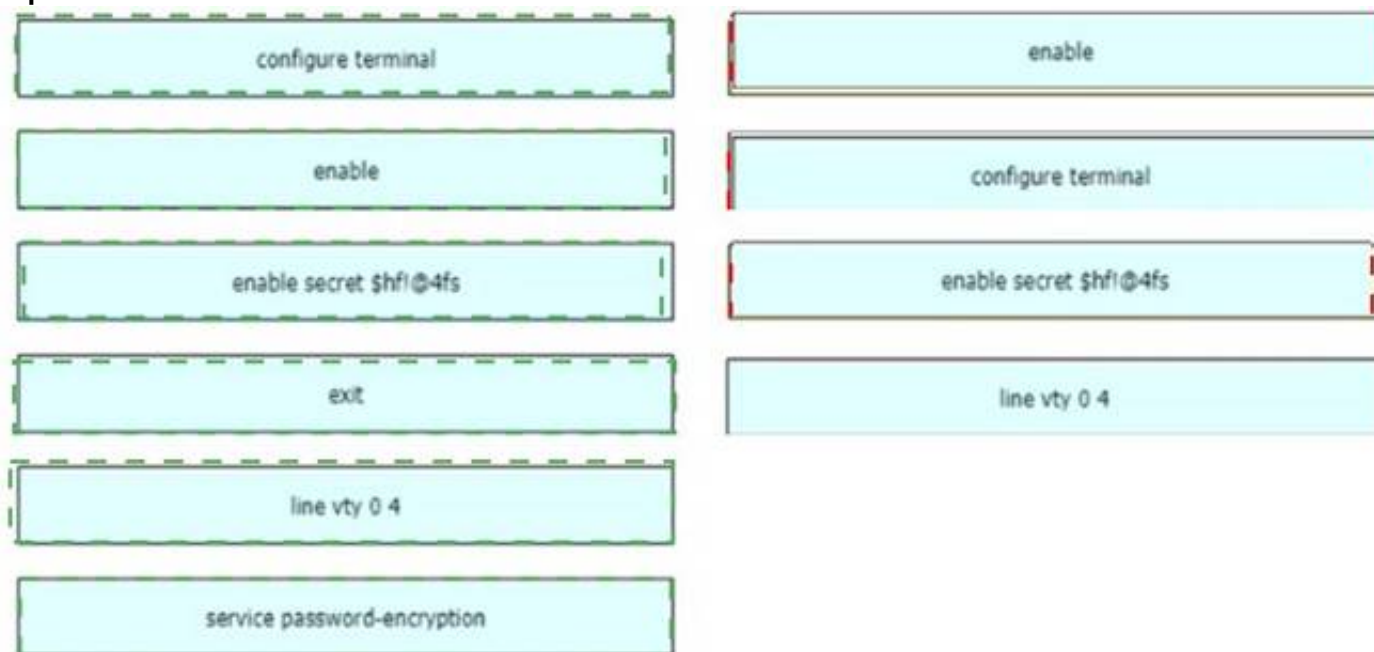 configure terminal
enable
enable secret $hf!@4fs
exit
line vty 0 4
service password-encryption
enable
configure terminal
enable secret $hf!@4fs
line vty 0 4